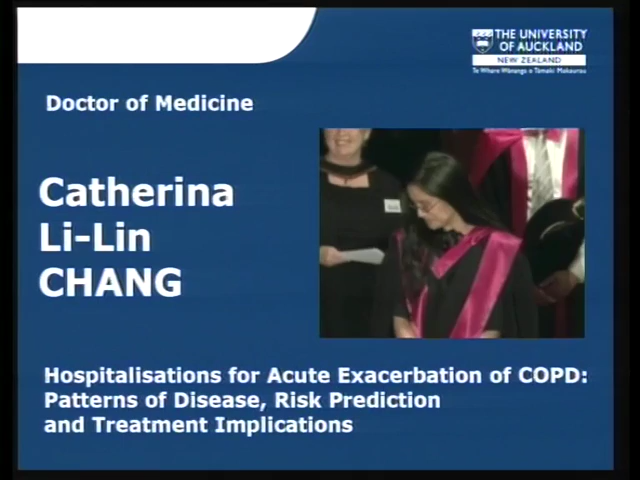 THE UNIVERSITY
OF AUCKLAND
NEW ZEALAND
Te Whare Wānanga o Tāmaki Makaurau
Doctor of Medicine
Catherina
Li-Lin
CHANG
Hospitalisations for Acute Exacerbation of COPD:
Patterns of Disease, Risk Prediction
and Treatment Implications